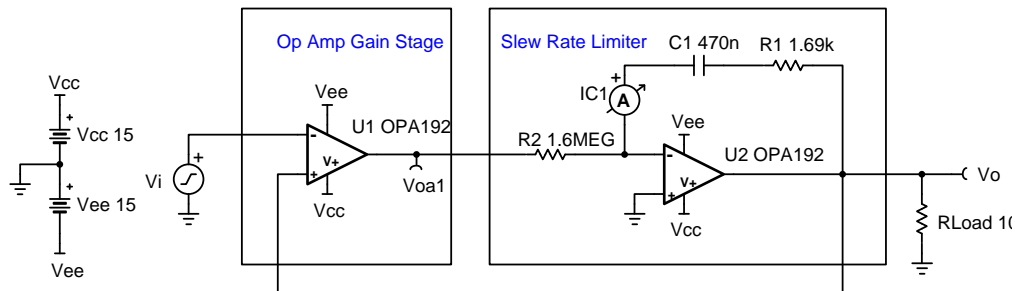 Op Amp Gain Stage
Slew Rate Limiter
C1 470n
R1 1.69k
Vcc
Vcc 15
Vee 15
Vee
Vi
+
+
+
Vee
-
+
V+
U1 OPA192
Vcc
Voa1
IC1
+
A
R2 1.6MEG
Vee
-
+
V+
U2 OPA192
Vcc
Vo
RLoad 10